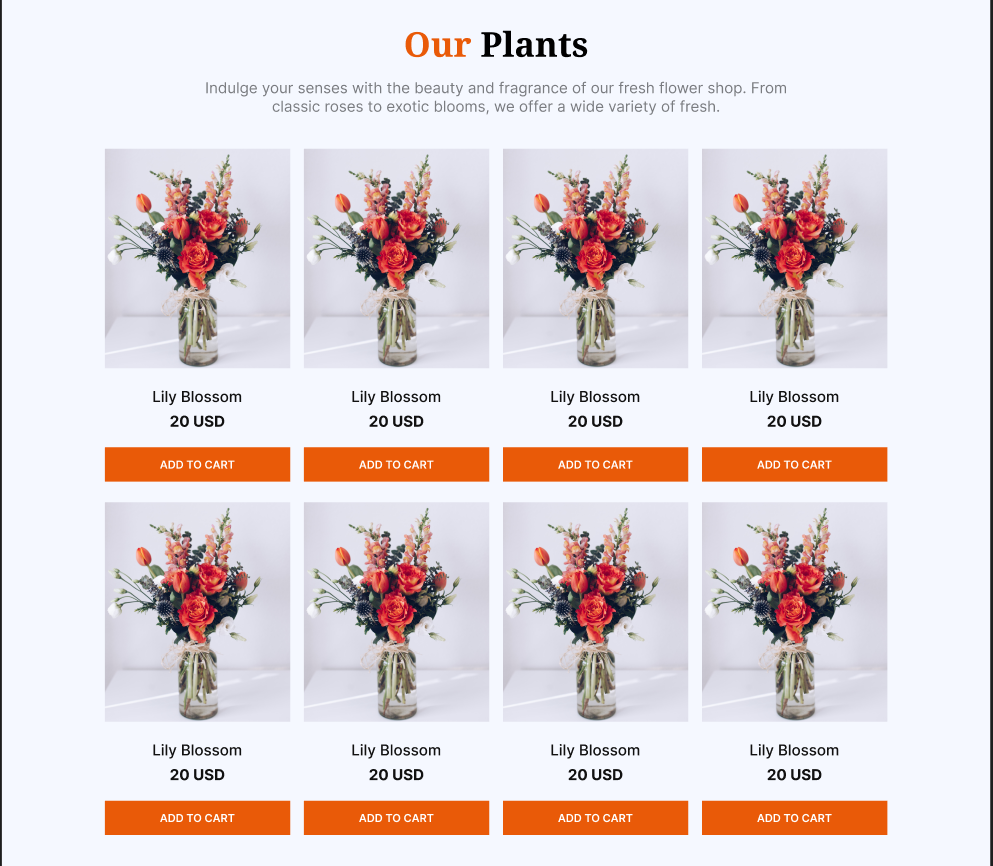 Our Plants
Indulge your senses with the beauty and fragrance of our fresh flower shop. From
classic roses to exotic blooms, we offer a wide variety of fresh.
Lily Blossom
20 USD
ADD TO CART
Lily Blossom
20 USD
ADD TO CART
Lily Blossom
20 USD
ADD TO CART
Lily Blossom
20 USD
ADD TO CART
Lily Blossom
20 USD
ADD TO CART
Lily Blossom
20 USD
ADD TO CART
Lily Blossom
20 USD
ADD TO CART
Lily Blossom
20 USD
ADD TO CART